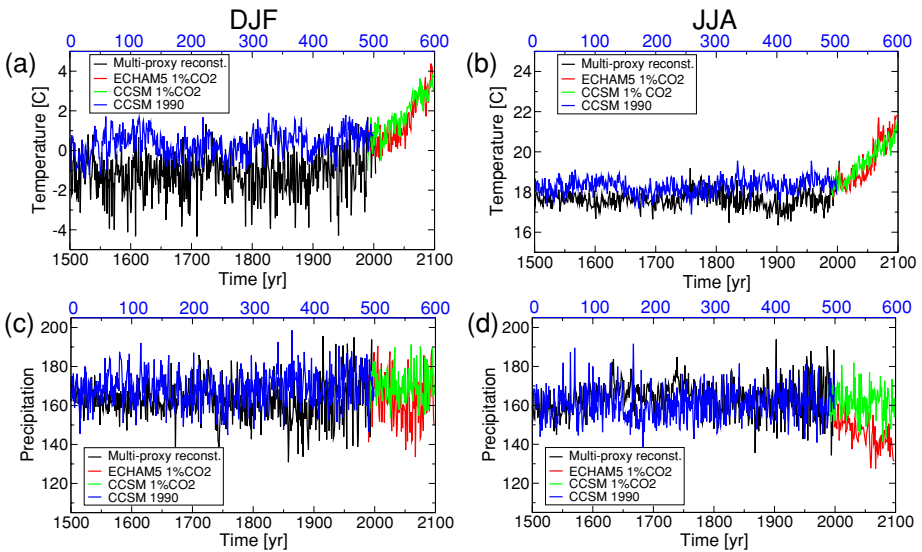 DJF
JJA
(a)
0 100 200 300 400 500 600
Temperature [C]
4
2
0
-2
-4
Multi-proxy reconst.
ECHAM5 1%CO2
CCSM 1%CO2
CCSM 1990
1500 1600 1700 1800 1900 2000 2100
Time [yr]
(b)
0 100 200 300 400 500 600
Temperature [C]
24
22
20
18
16
Multi-proxy reconst.
ECHAM5 1%CO2
CCSM 1% CO2
CCSM 1990
1500 1600 1700 1800 1900 2000 2100
Time [yr]
(c)
0 100 200 300 400 500 600
Precipitation
200
180
160
140
120
Multi-proxy reconst.
ECHAM5 1%CO2
CCSM 1%CO2
CCSM 1990
1500 1600 1700 1800 1900 2000 2100
Time [yr]
(d)
0 100 200 300 400 500 600
Precipitation
200
180
160
140
120
Multi-proxy reconst.
ECHAM5 1%CO2
CCSM 1%CO2
CCSM 1990
1500 1600 1700 1800 1900 2000 2100
Time [yr]